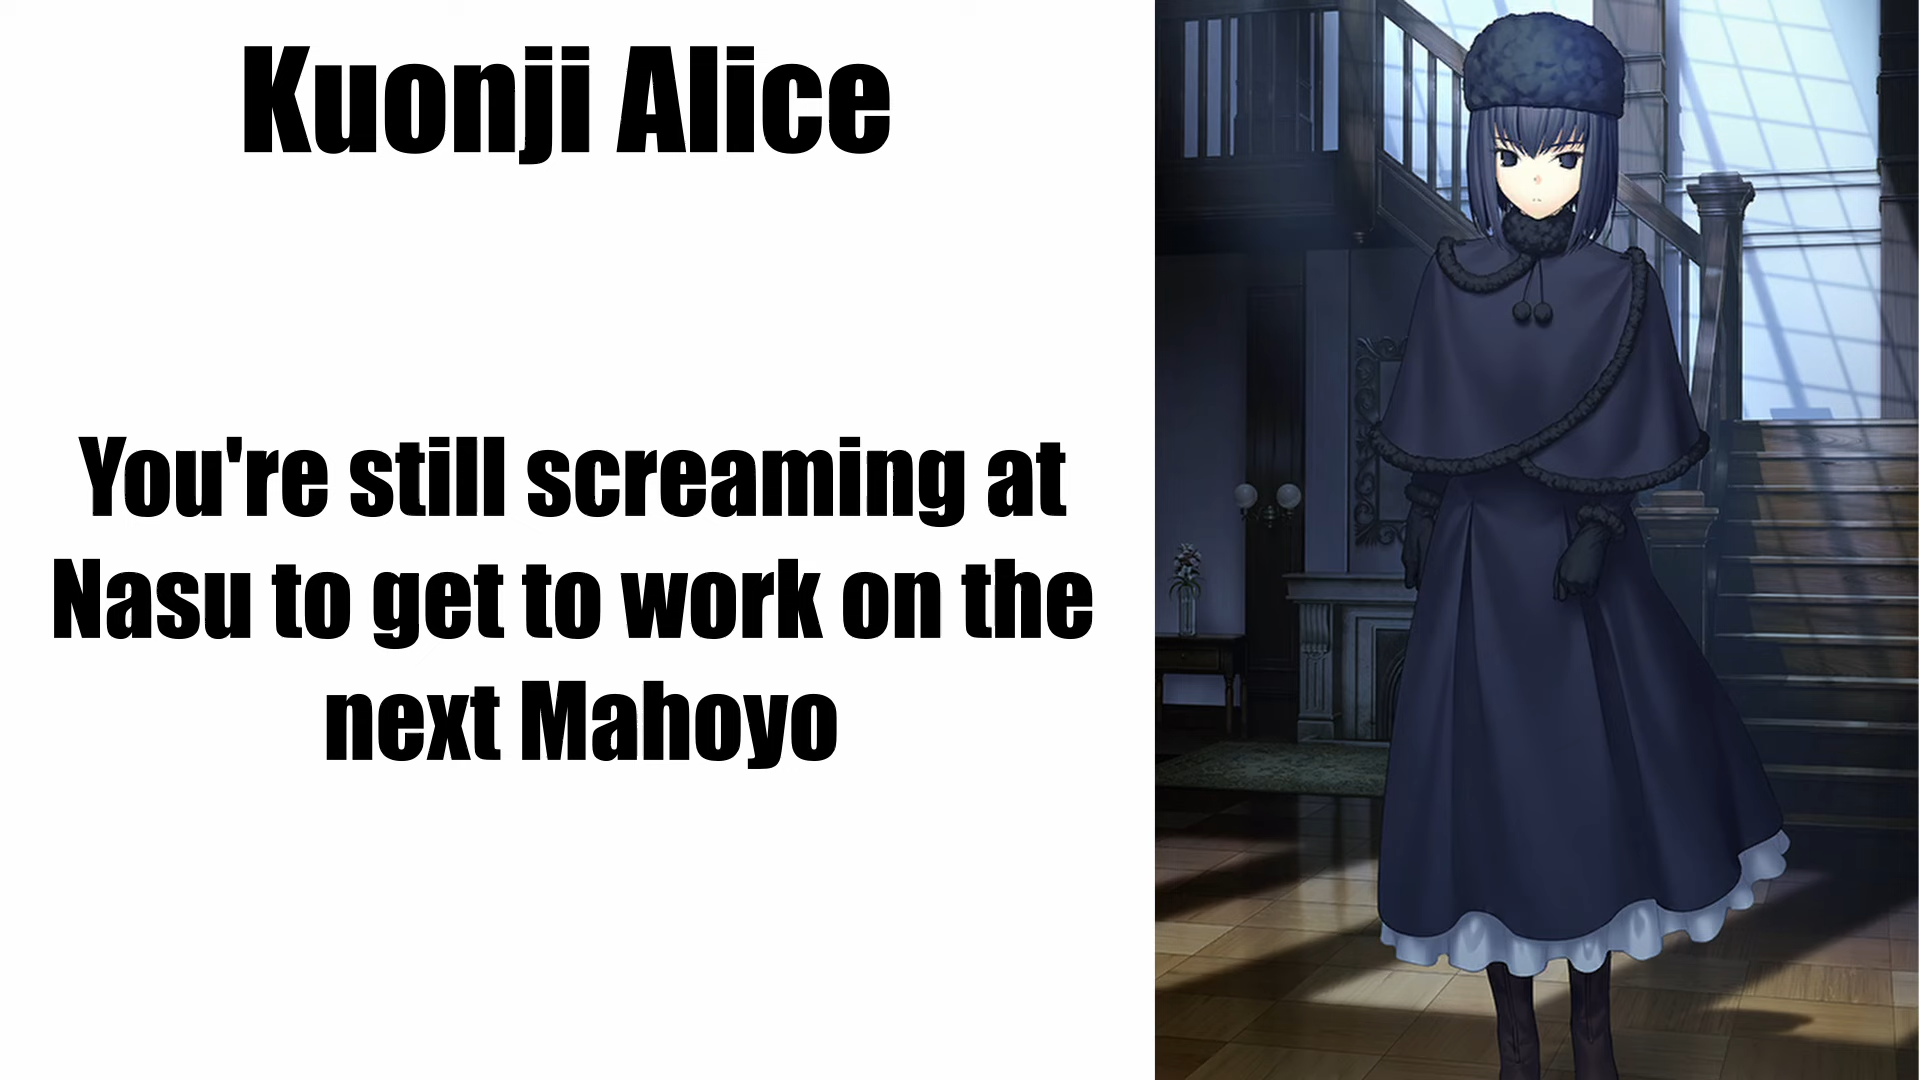 Kuonji Alice
You're still screaming at
Nasu to get to work on the
next Mahoyo